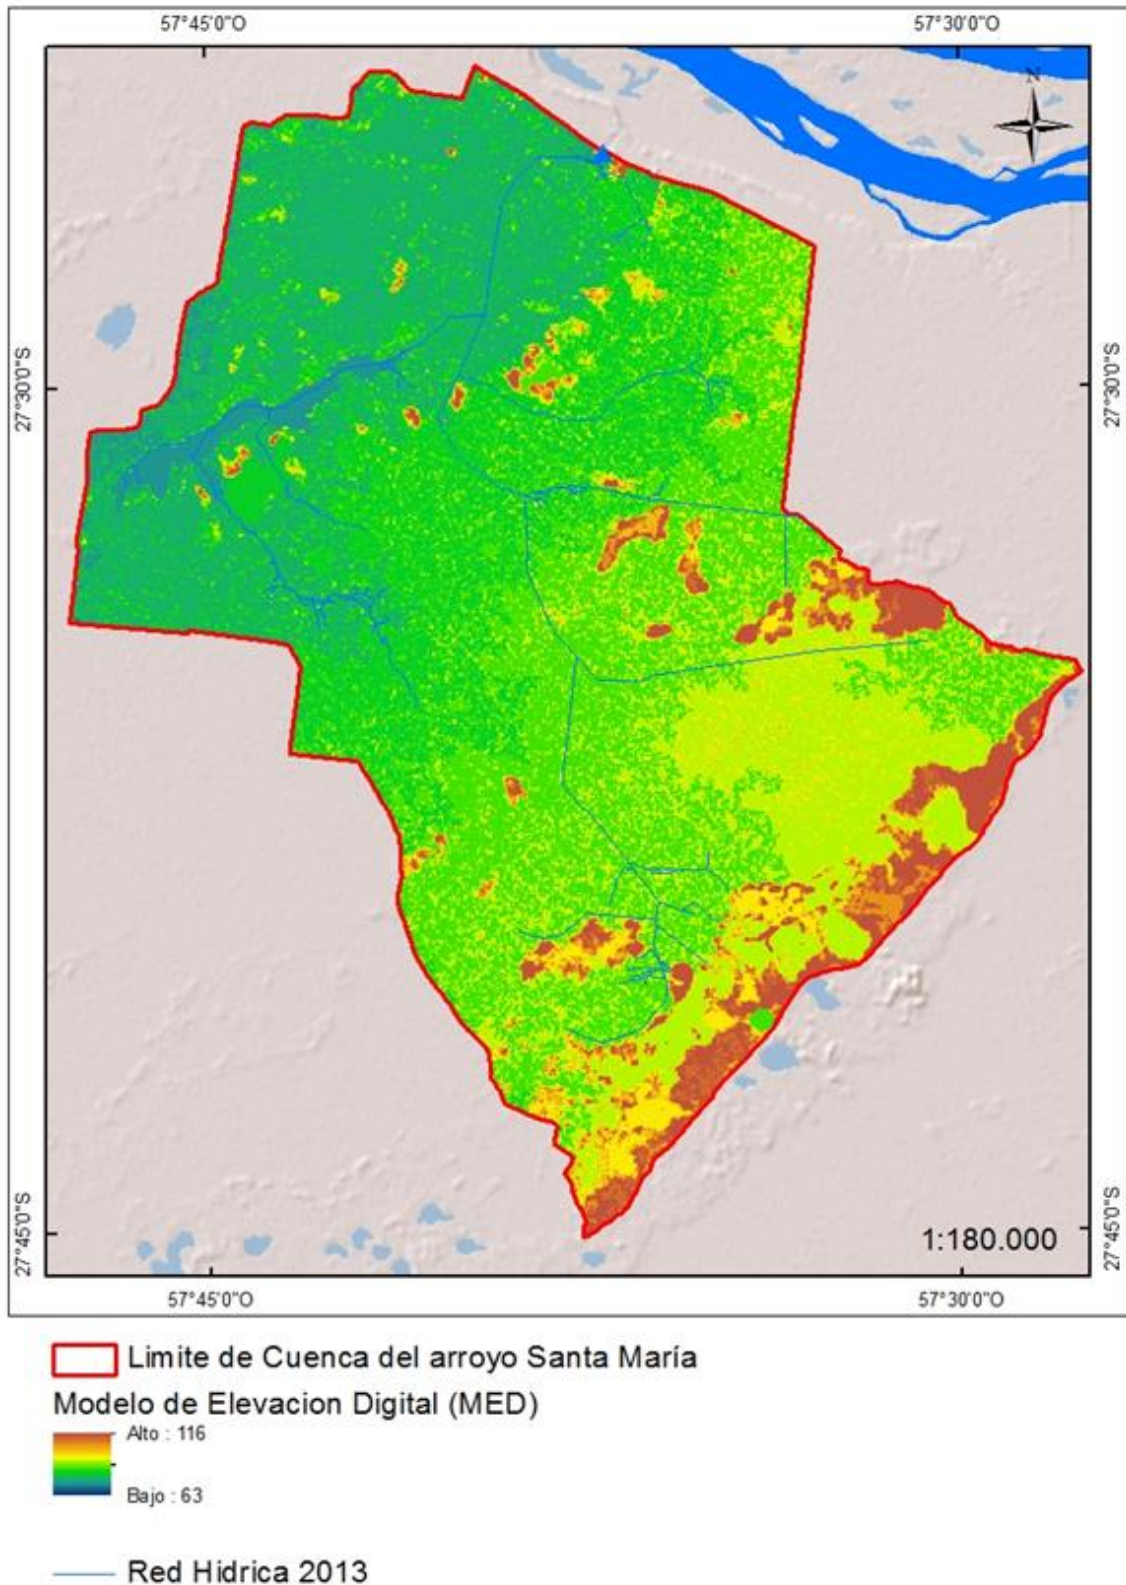 57°45'0"O 57°30'0"O
N
27°30'0"S 27°30'0"S
27°45'0"S 27°45'0"S
1:180.000
57°45'0"O 57°30'0"O
Limite de Cuenca del arroyo Santa María
Modelo de Elevacion Digital (MED)
Alto : 116
Bajo : 63
Red Hidrica 2013